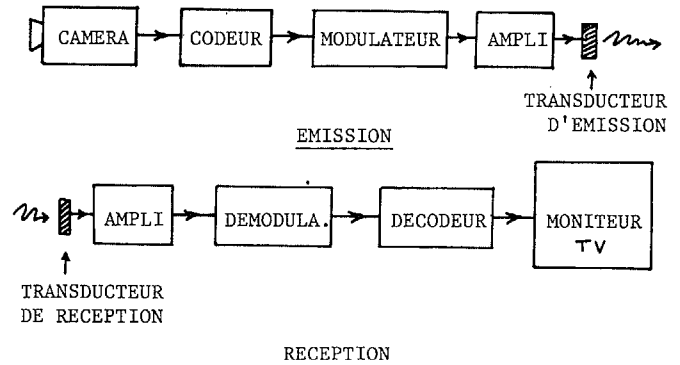 CAMERA CODEUR MODULATEUR AMPLI
TRANSDUCTEUR
D'EMISSION
EMISSION
AMPLI DEMODULA. DECODEUR MONITEUR
TV
TRANSDUCTEUR
DE RECEPTION
RECEPTION